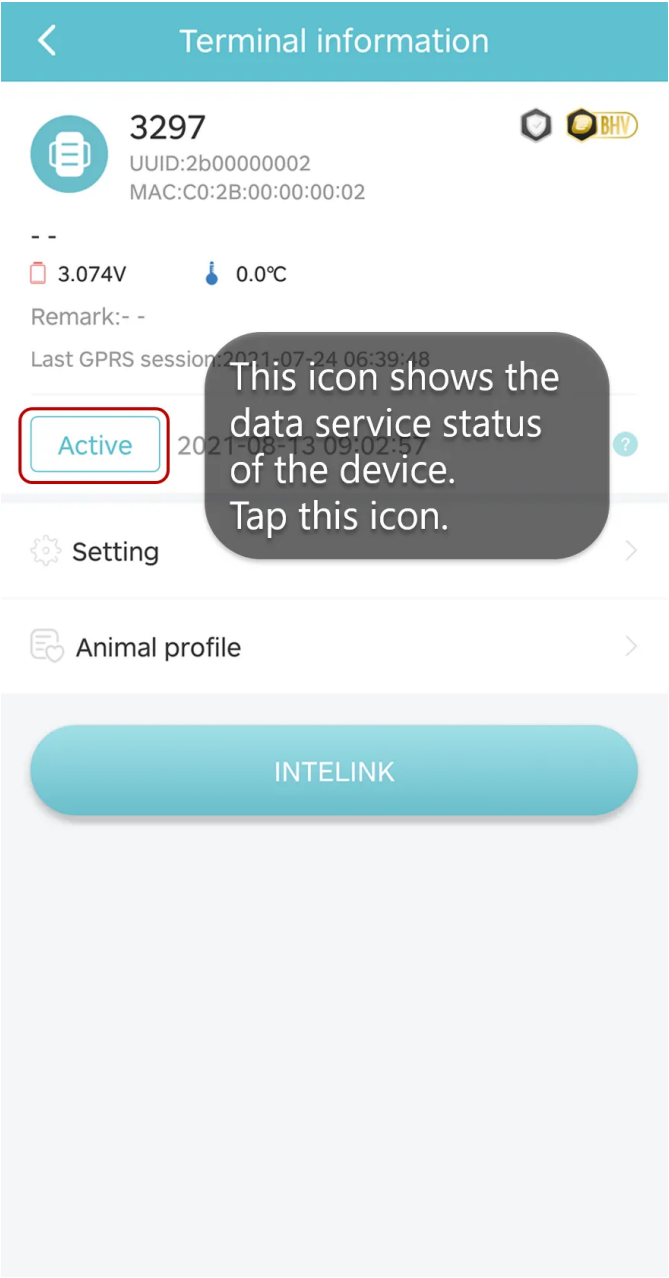 Terminal information
3297
BHV
UUID:2b00000002
MAC:C0:2B:00:00:00:02
- -
3.074V
0.0℃
Remark:- -
Last GPRS session:2021-07-24 06:39:48
This icon shows the
data service status
of the device.
Tap this icon.
Active
2021-08-13 09:02:57
?
Setting
Animal profile
INTELINK